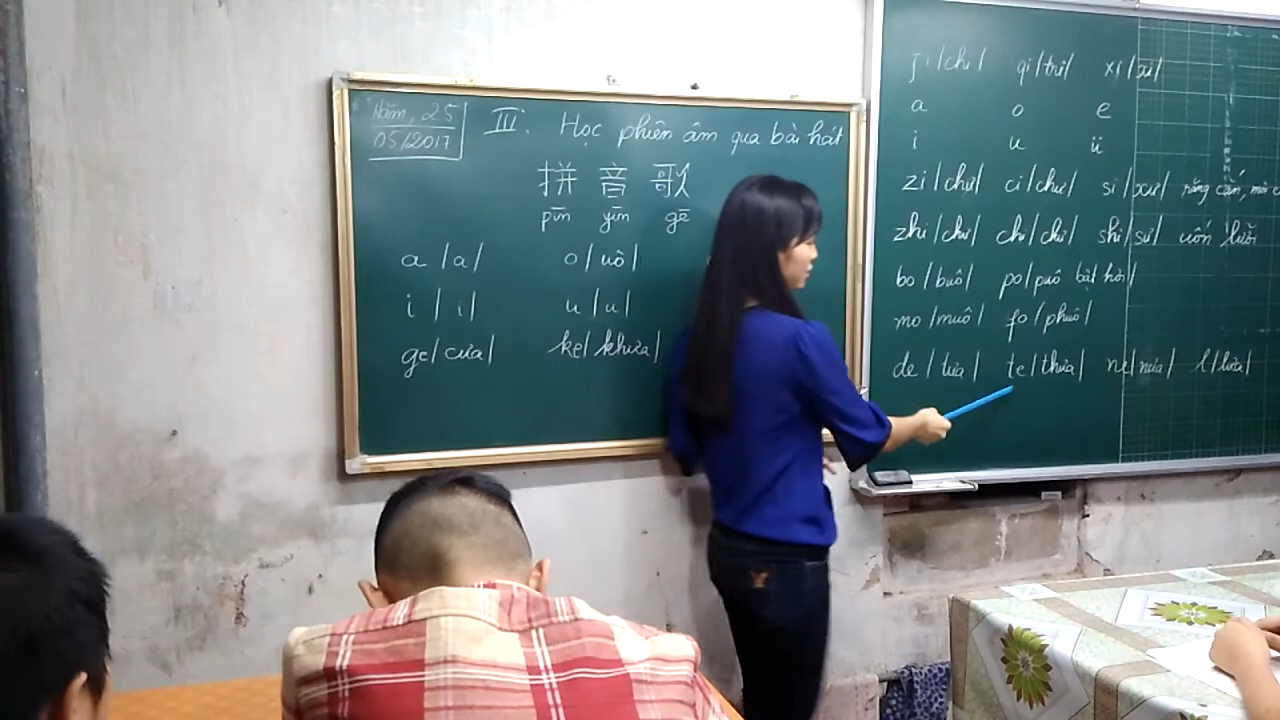 Năm, 25
05/2017
III. Học phiên âm qua bài hát
拼 音 歌
pīn yīn gē
a /a/ o/ uô/
i / i/ u /u/
ge/ cưa/ ke/ khưa/
ji /chi/ qi/ tri/ xi /xi/
a o e
i u ü
zi /chư/ ci/chư/ si/xư/ răng cắn, môi
zhi /chư/ chi/chư/ shi/sư/ uốn lưỡi
bo /buô/ po/puô bật hơi/
mo /muô/ fo /phuô/
de /tưa/ te/thưa/ ne/nưa/ l/lưa/